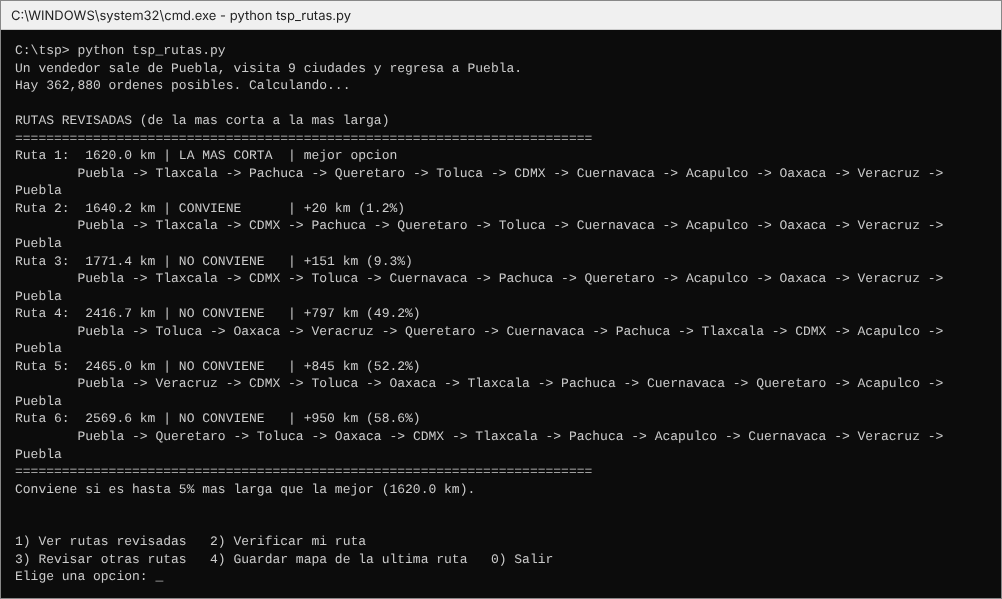 C:\WINDOWS\system32\cmd.exe - python tsp_rutas.py
C:\tsp> python tsp_rutas.py
Un vendedor sale de Puebla, visita 9 ciudades y regresa a Puebla.
Hay 362,880 ordenes posibles. Calculando...
RUTAS REVISADAS (de la mas corta a la mas larga)
==========================================================================
Ruta 1:  1620.0 km | LA MAS CORTA  | mejor opcion
        Puebla -> Tlaxcala -> Pachuca -> Queretaro -> Toluca -> CDMX -> Cuernavaca -> Acapulco -> Oaxaca -> Veracruz ->
Puebla
Ruta 2:  1640.2 km | CONVIENE      | +20 km (1.2%)
        Puebla -> Tlaxcala -> CDMX -> Pachuca -> Queretaro -> Toluca -> Cuernavaca -> Acapulco -> Oaxaca -> Veracruz ->
Puebla
Ruta 3:  1771.4 km | NO CONVIENE   | +151 km (9.3%)
        Puebla -> Tlaxcala -> CDMX -> Toluca -> Cuernavaca -> Pachuca -> Queretaro -> Acapulco -> Oaxaca -> Veracruz ->
Puebla
Ruta 4:  2416.7 km | NO CONVIENE   | +797 km (49.2%)
        Puebla -> Toluca -> Oaxaca -> Veracruz -> Queretaro -> Cuernavaca -> Pachuca -> Tlaxcala -> CDMX -> Acapulco ->
Puebla
Ruta 5:  2465.0 km | NO CONVIENE   | +845 km (52.2%)
        Puebla -> Veracruz -> CDMX -> Toluca -> Oaxaca -> Tlaxcala -> Pachuca -> Cuernavaca -> Queretaro -> Acapulco ->
Puebla
Ruta 6:  2569.6 km | NO CONVIENE   | +950 km (58.6%)
        Puebla -> Queretaro -> Toluca -> Oaxaca -> CDMX -> Tlaxcala -> Pachuca -> Acapulco -> Cuernavaca -> Veracruz ->
Puebla
==========================================================================
Conviene si es hasta 5% mas larga que la mejor (1620.0 km).
1) Ver rutas revisadas   2) Verificar mi ruta
3) Revisar otras rutas   4) Guardar mapa de la ultima ruta   0) Salir
Elige una opcion: _